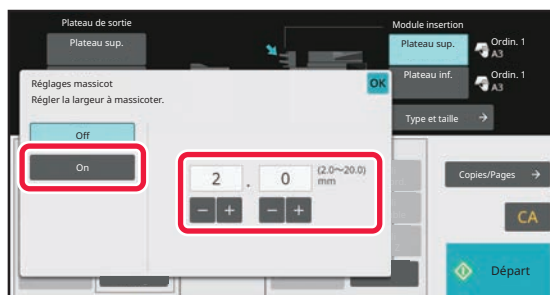 Plateau de sortie
Plateau sup.
Module insertion
Plateau sup.
Ordin. 1
A3
Plateau inf.
Ordin. 1
A3
Type et taille
Copies/Pages
CA
Départ
Réglages massicot
OK
Régler la largeur à massicoter.
Off
On
2 . 0 (2.0~20.0)
mm
− + − +